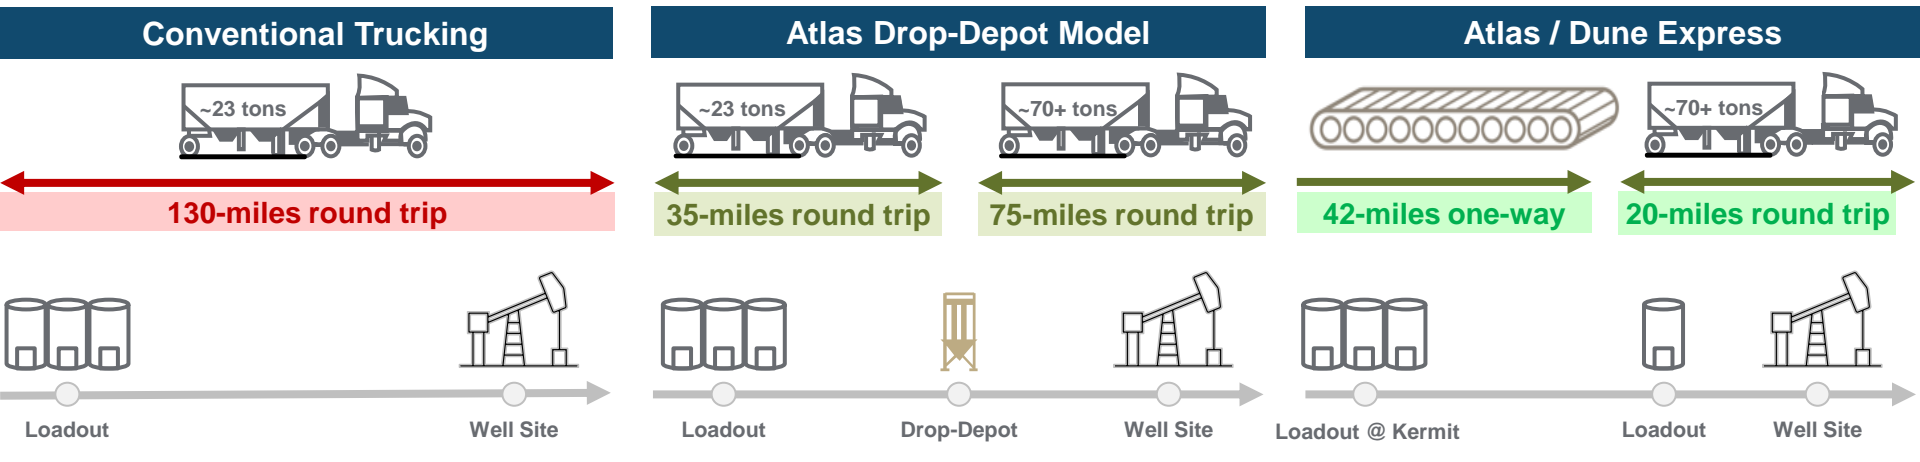 Conventional Trucking
~23 tons
130-miles round trip
Loadout
Well Site
Atlas Drop-Depot Model
~23 tons
~70+ tons
35-miles round trip
75-miles round trip
Loadout
Drop-Depot
Well Site
Atlas / Dune Express
~70+ tons
42-miles one-way
20-miles round trip
Loadout @ Kermit
Loadout
Well Site